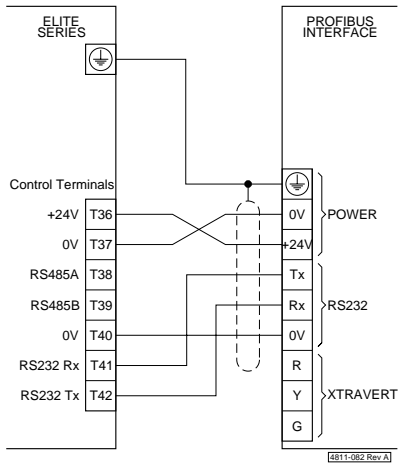 ELITE
SERIES
PROFIBUS
INTERFACE
Control Terminals
+24V T36
0V T37
RS485A T38
RS485B T39
0V T40
RS232 Rx T41
RS232 Tx T42
0V
+24V
POWER
Tx
Rx
0V
RS232
R
Y
G
XTRAVERT
4811-082 Rev A